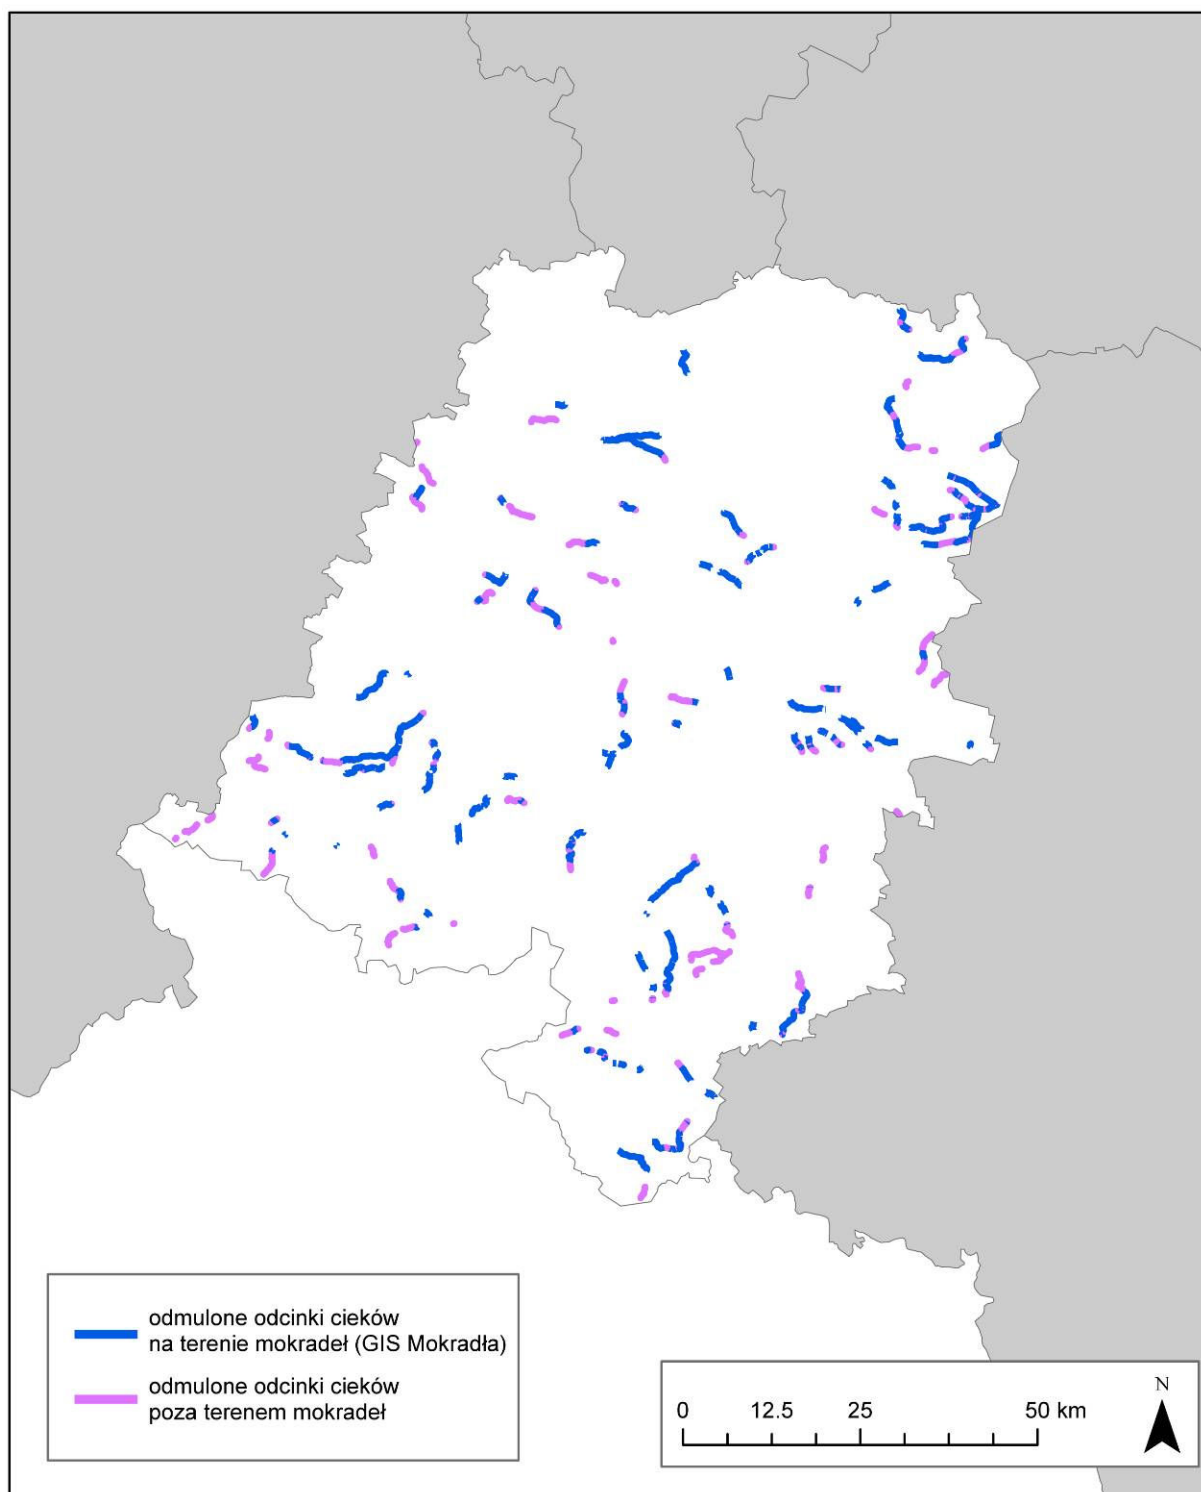 odmulone odcinki cieków
na terenie mokradeł (GIS Mokradła)
odmulone odcinki cieków
poza terenem mokradeł
0 12.5 25 50 km
N